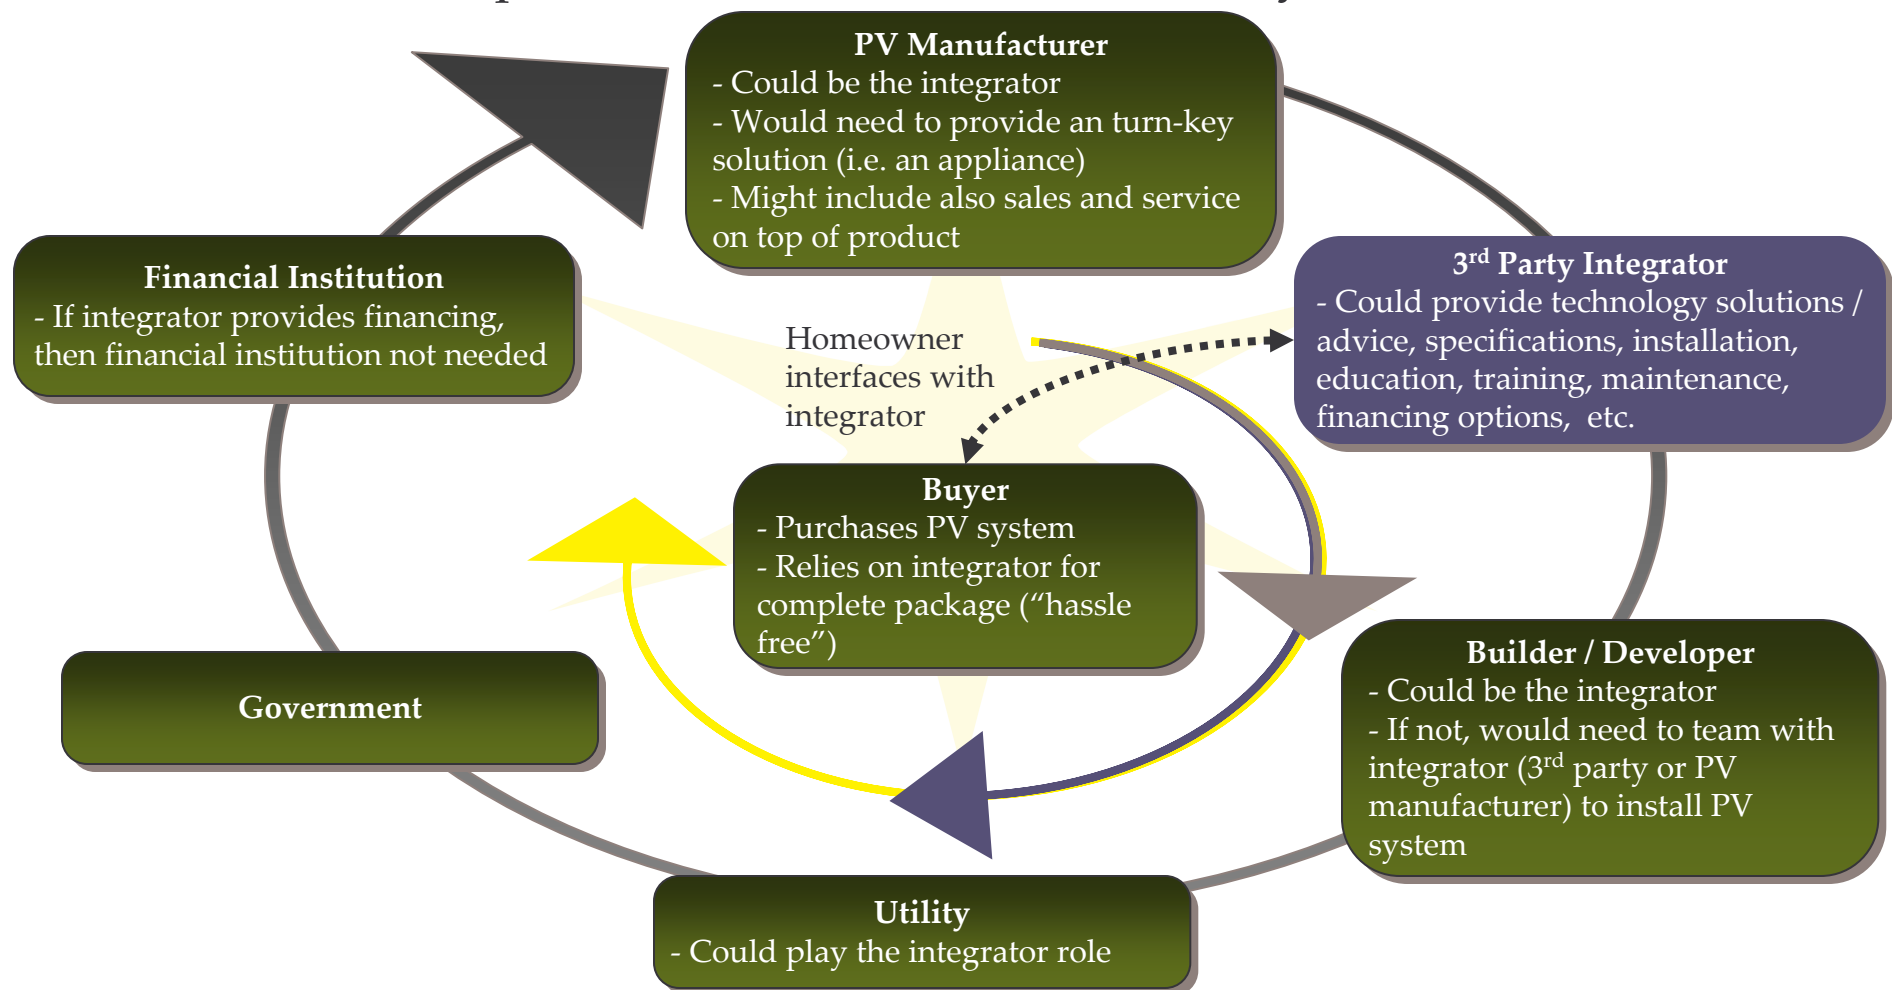 PV Manufacturer
- Could be the integrator
- Would need to provide an turn-key
solution (i.e. an appliance)
- Might include also sales and service
on top of product
Financial Institution
- If integrator provides financing,
then financial institution not needed
3rd Party Integrator
- Could provide technology solutions /
advice, specifications, installation,
education, training, maintenance,
financing options, etc.
Homeowner
interfaces with
integrator
Buyer
- Purchases PV system
- Relies on integrator for
complete package (“hassle
free”)
Government
Builder / Developer
- Could be the integrator
- If not, would need to team with
integrator (3rd party or PV
manufacturer) to install PV
system
Utility
- Could play the integrator role